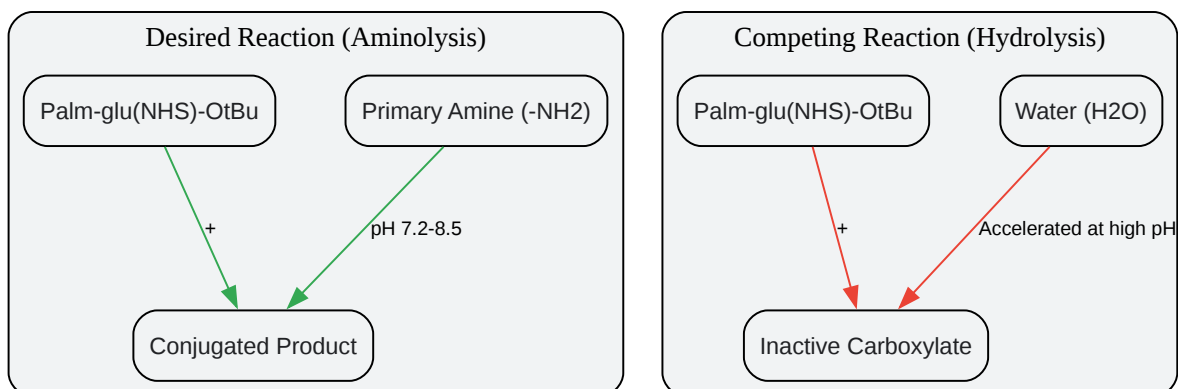 Desired Reaction (Aminolysis)
Palm-glu(NHS)-OtBu
Primary Amine (-NH2)
+
pH 7.2-8.5
Conjugated Product
Competing Reaction (Hydrolysis)
Palm-glu(NHS)-OtBu
Water (H2O)
+
Accelerated at high pH
Inactive Carboxylate